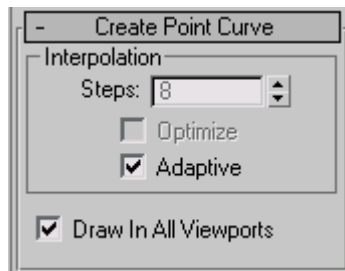 - Create Point Curve
Interpolation
Steps: 8
Optimize
Adaptive
Draw In All Viewports